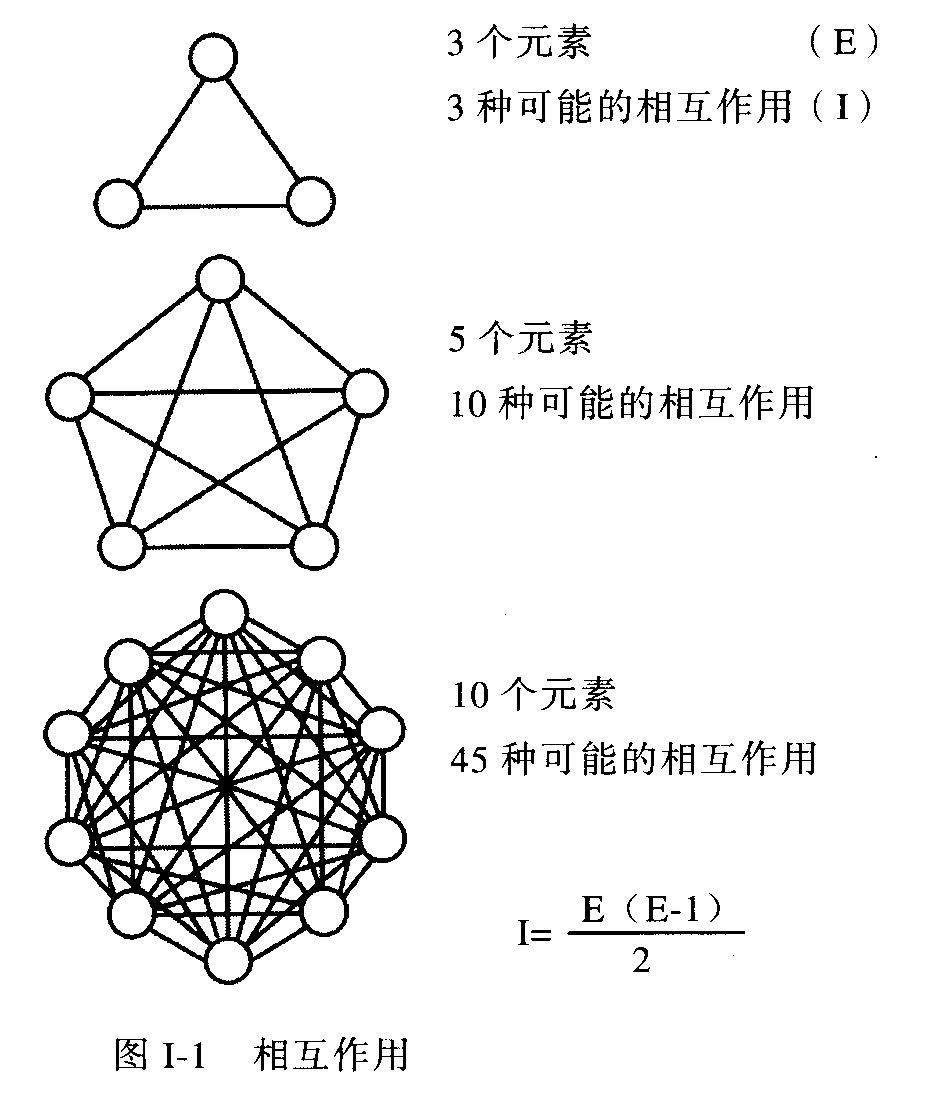 3 个元素 （E）
3 种可能的相互作用（I）
5 个元素
10 种可能的相互作用
10 个元素
45 种可能的相互作用
I= E（E-1）
2
图 I-1 相互作用